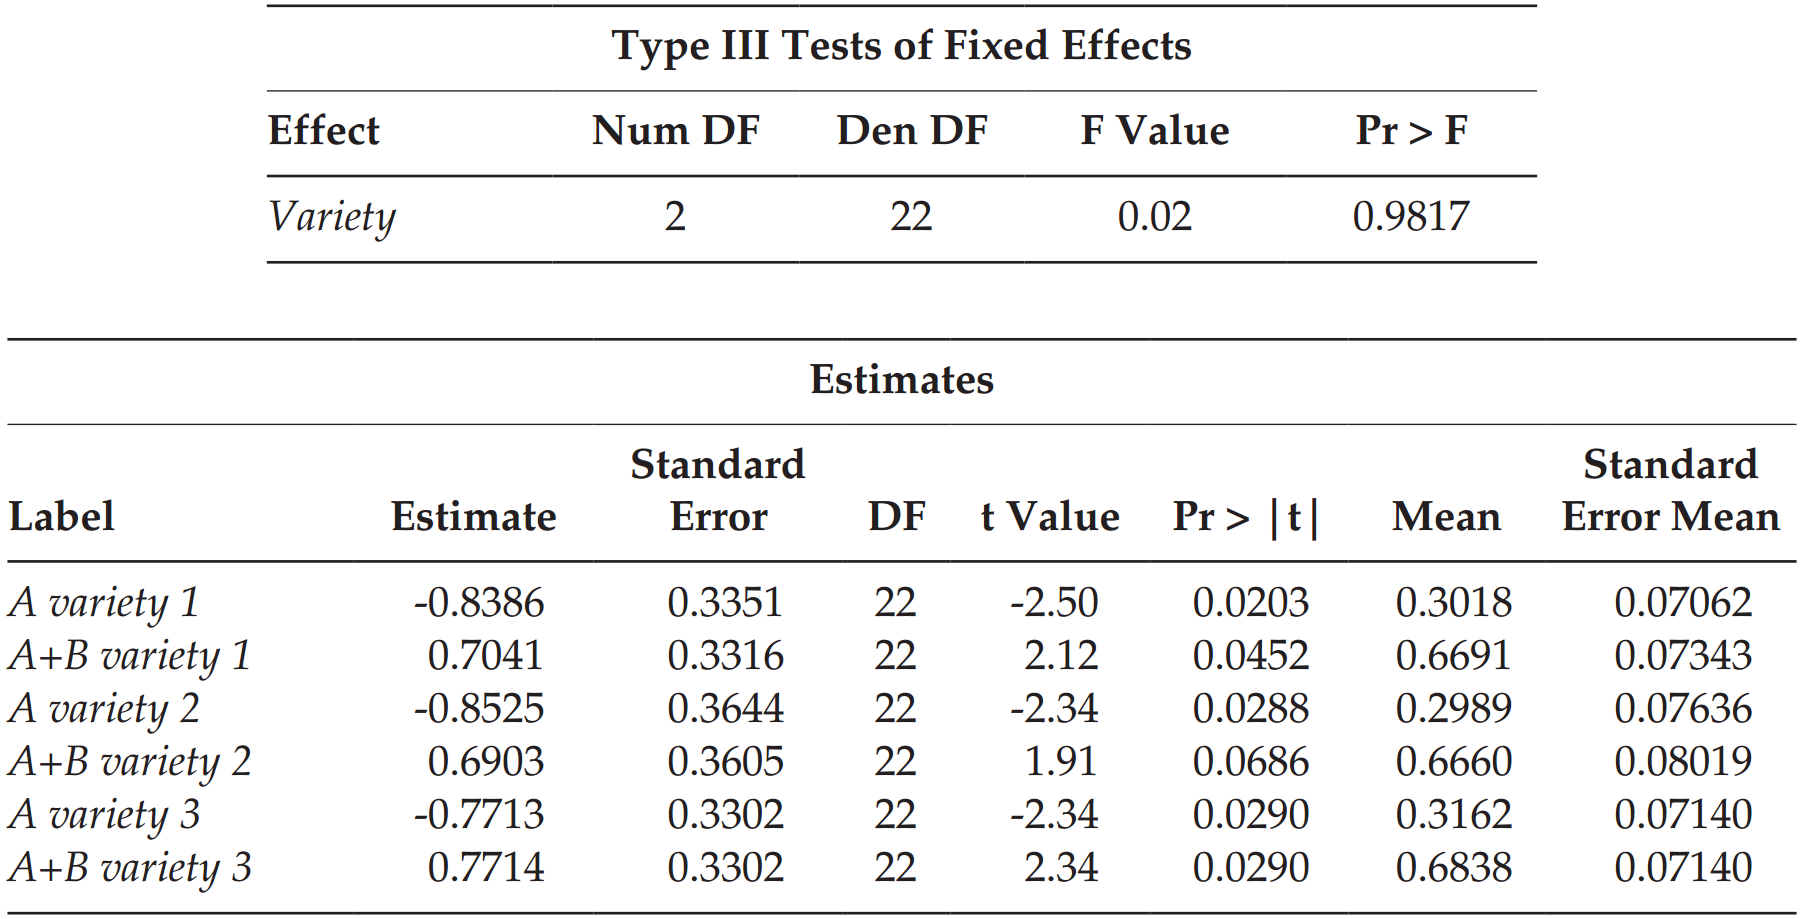 Type III Tests of Fixed Effects
Effect Num DF Den DF F Value Pr > F
Variety 2 22 0.02 0.9817
Estimates
Standard Standard
Label Estimate Error DF t Value Pr > |t| Mean Error Mean
A variety 1 -0.8386 0.3351 22 -2.50 0.0203 0.3018 0.07062
A+B variety 1 0.7041 0.3316 22 2.12 0.0452 0.6691 0.07343
A variety 2 -0.8525 0.3644 22 -2.34 0.0288 0.2989 0.07636
A+B variety 2 0.6903 0.3605 22 1.91 0.0686 0.6660 0.08019
A variety 3 -0.7713 0.3302 22 -2.34 0.0290 0.3162 0.07140
A+B variety 3 0.7714 0.3302 22 2.34 0.0290 0.6838 0.07140